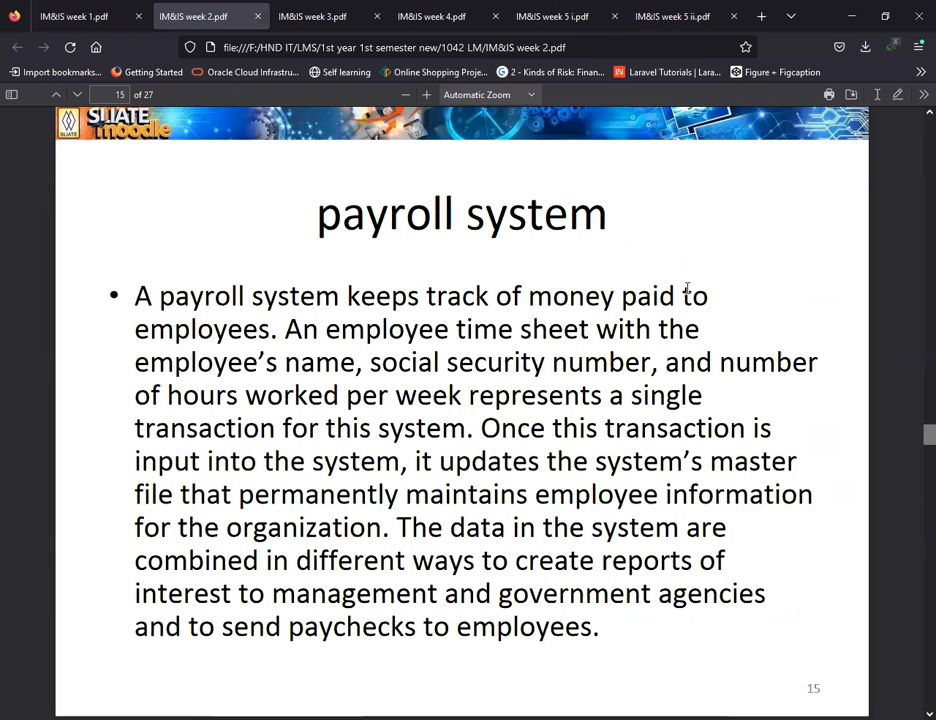 IM&IS week 1.pdf
IM&IS week 2.pdf
IM&IS week 3.pdf
IM&IS week 4.pdf
IM&IS week 5 i.pdf
IM&IS week 5 ii.pdf
file:///F:/HND IT/LMS/1st year 1st semester new/1042 LM/IM&IS week 2.pdf
Import bookmarks...
Getting Started
Oracle Cloud Infrastru...
Self learning
Online Shopping Proje...
2 - Kinds of Risk: Finan...
Laravel Tutorials | Lara...
Figure + Figcaption
15 of 27
Automatic Zoom
SLIATE
SLIATE
moodle
payroll system
• A payroll system keeps track of money paid to
employees. An employee time sheet with the
employee’s name, social security number, and number
of hours worked per week represents a single
transaction for this system. Once this transaction is
input into the system, it updates the system’s master
file that permanently maintains employee information
for the organization. The data in the system are
combined in different ways to create reports of
interest to management and government agencies
and to send paychecks to employees.
15